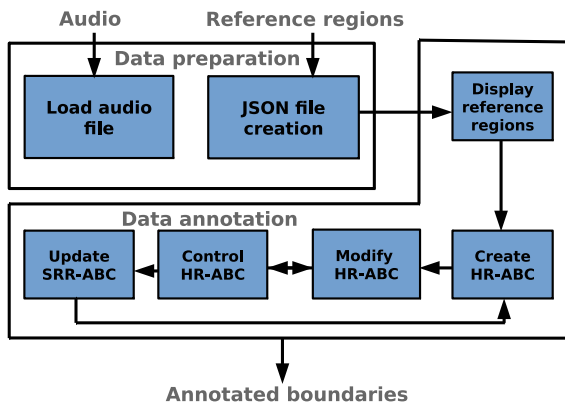 Audio
Reference regions
Data preparation
Load audio
file
JSON file
creation
Display
reference
regions
Data annotation
Update
SRR-ABC
Control
HR-ABC
Modify
HR-ABC
Create
HR-ABC
Annotated boundaries